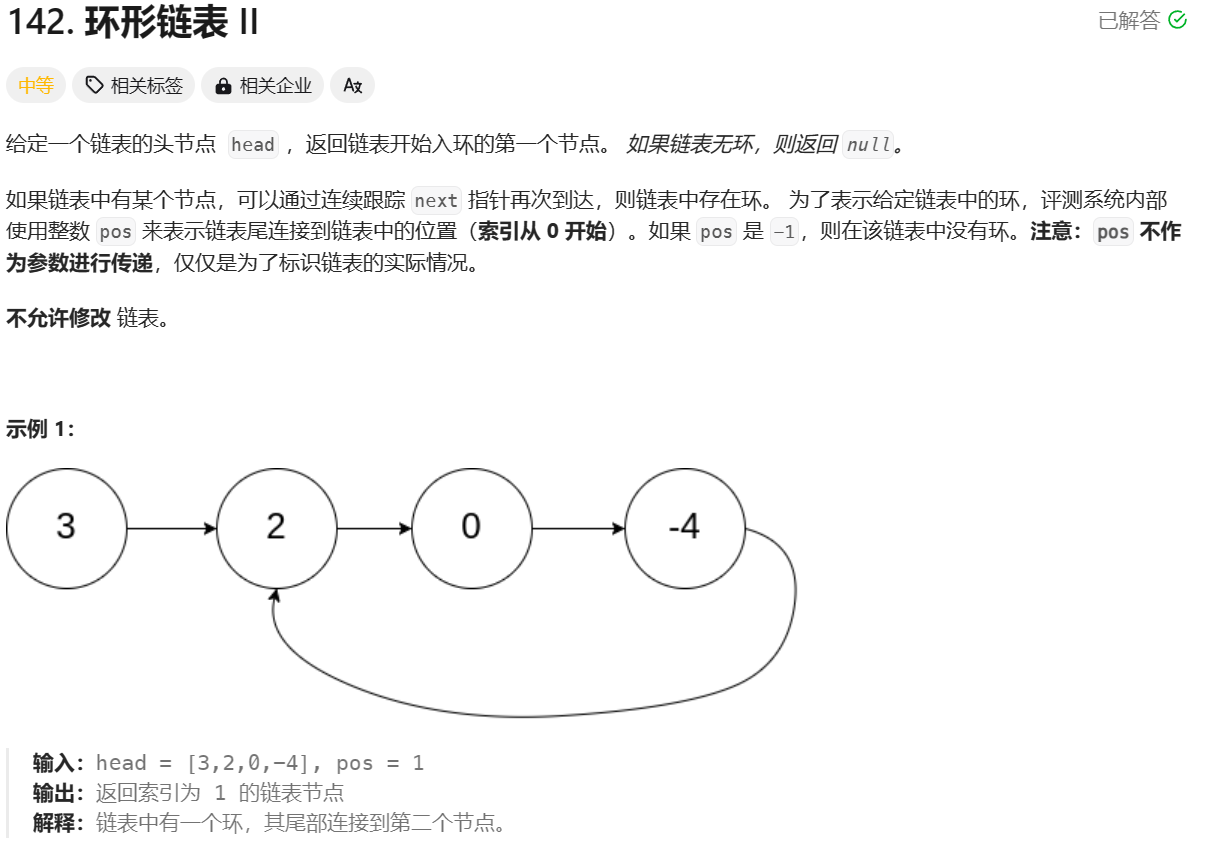 142. 环形链表 II
已解答
中等
相关标签
相关企业
给定一个链表的头节点 head ，返回链表开始入环的第一个节点。 如果链表无环，则返回 null。
如果链表中有某个节点，可以通过连续跟踪 next 指针再次到达，则链表中存在环。 为了表示给定链表中的环，评测系统内部
使用整数 pos 来表示链表尾连接到链表中的位置（索引从 0 开始）。如果 pos 是 -1，则在该链表中没有环。注意：pos 不作
为参数进行传递，仅仅是为了标识链表的实际情况。
不允许修改 链表。
示例 1：
3
2
0
-4
输入：head = [3,2,0,-4], pos = 1
输出：返回索引为 1 的链表节点
解释：链表中有一个环，其尾部连接到第二个节点。